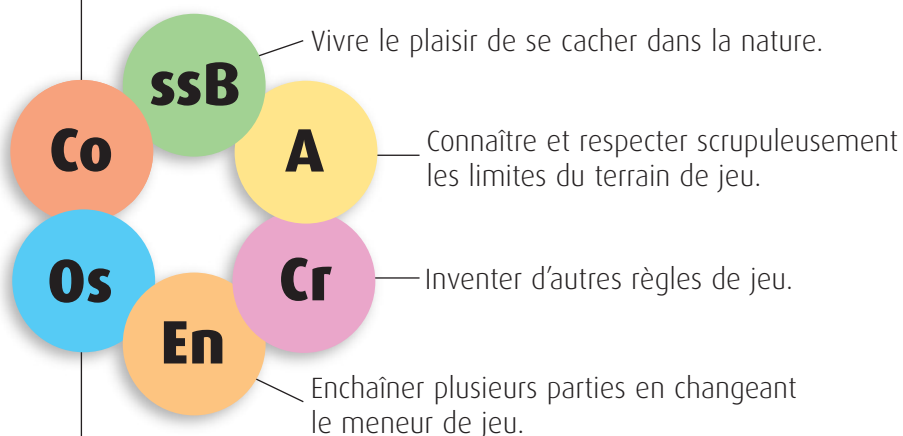 ssB
Vivre le plaisir de se cacher dans la nature.
Co
A
Connaître et respecter scrupuleusement
les limites du terrain de jeu.
Os
Cr
Inventer d'autres règles de jeu.
En
Enchaîner plusieurs parties en changeant
le meneur de jeu.